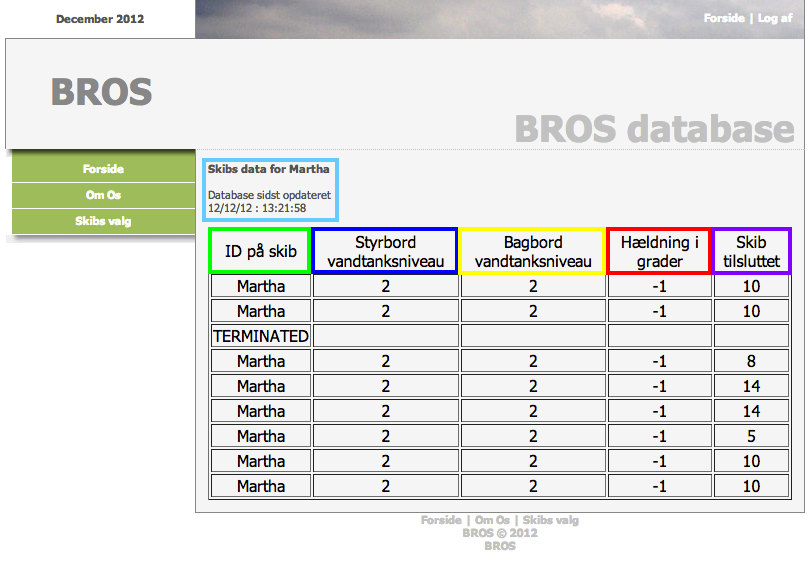 December 2012
Forside | Log af
BROS
BROS database
Forside
Om Os
Skibs valg
Skibs data for Martha
Database sidst opdateret
12/12/12 : 13:21:58
ID på skib Styrbord vandtanksniveau Bagbord vandtanksniveau Hældning i grader Skib tilsluttet
Martha 2 2 -1 10
Martha 2 2 -1 10
TERMINATED
Martha 2 2 -1 8
Martha 2 2 -1 14
Martha 2 2 -1 14
Martha 2 2 -1 5
Martha 2 2 -1 10
Martha 2 2 -1 10
Forside | Om Os | Skibs valg
BROS © 2012
BROS